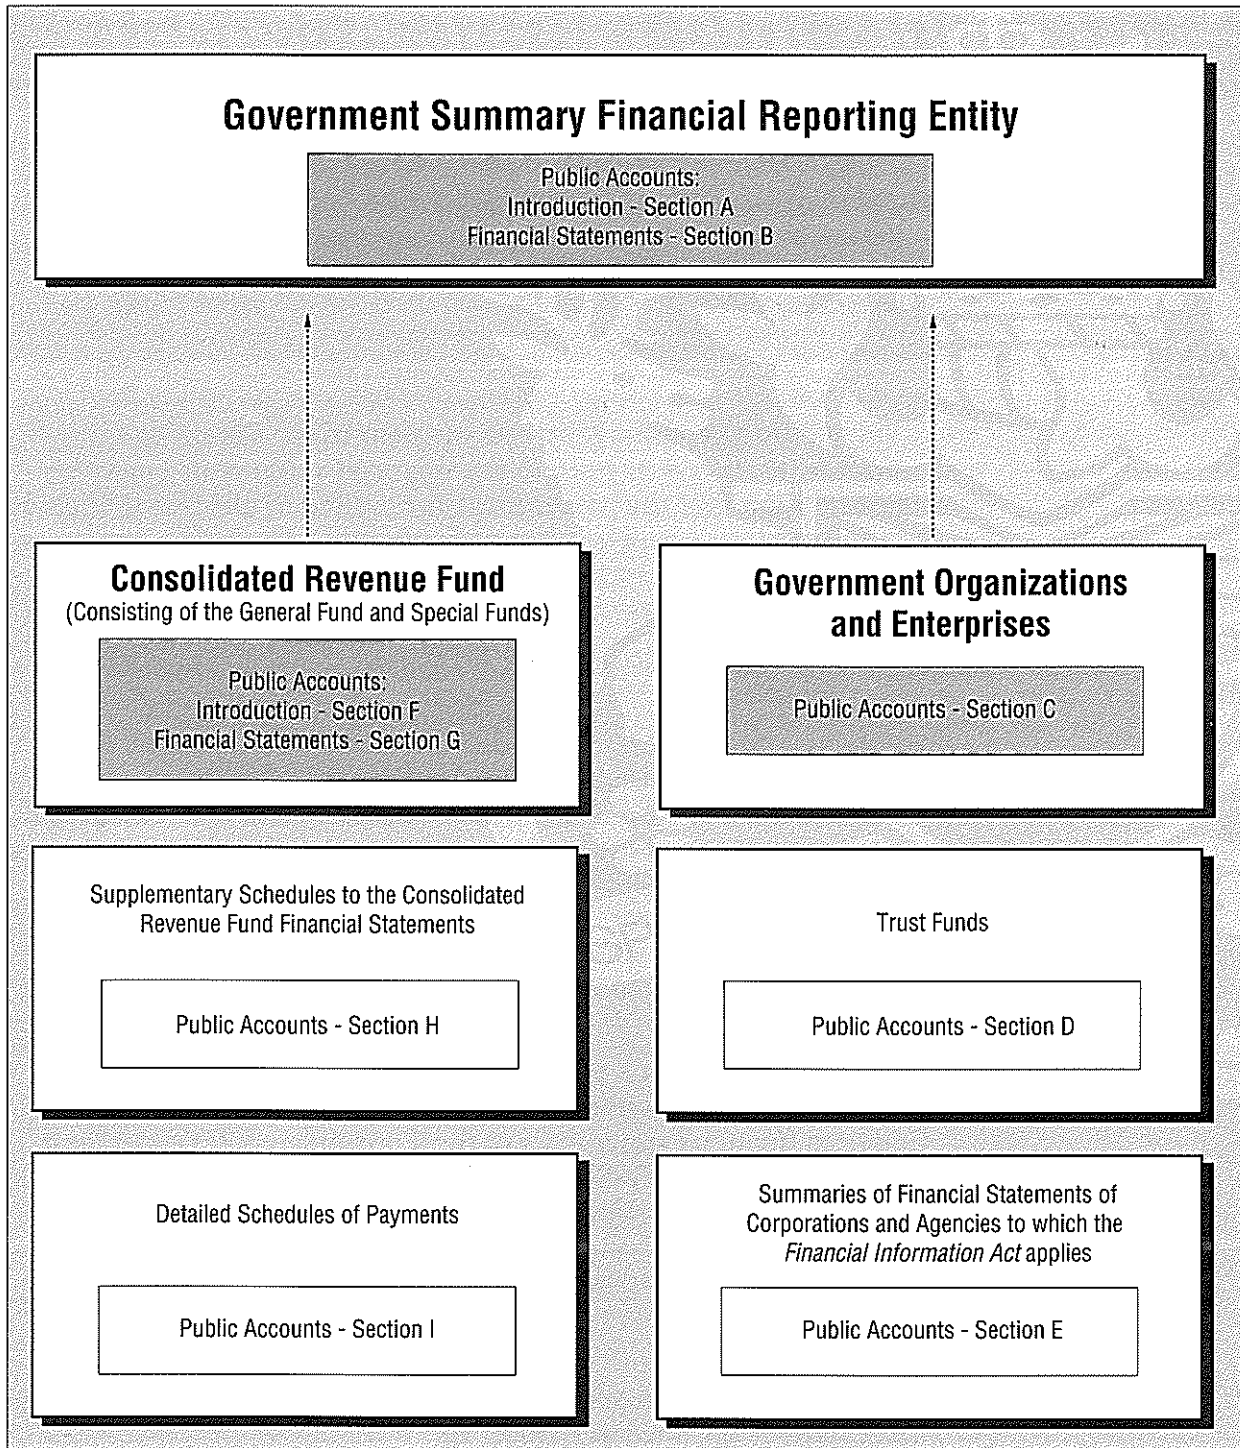 Government Summary Financial Reporting Entity
Public Accounts:
Introduction - Section A
Financial Statements - Section B
Consolidated Revenue Fund
(Consisting of the General Fund and Special Funds)
Public Accounts:
Introduction - Section F
Financial Statements - Section G
Government Organizations
and Enterprises
Public Accounts - Section C
Supplementary Schedules to the Consolidated
Revenue Fund Financial Statements
Public Accounts - Section H
Trust Funds
Public Accounts - Section D
Detailed Schedules of Payments
Public Accounts - Section I
Summaries of Financial Statements of
Corporations and Agencies to which the
Financial Information Act applies
Public Accounts - Section E